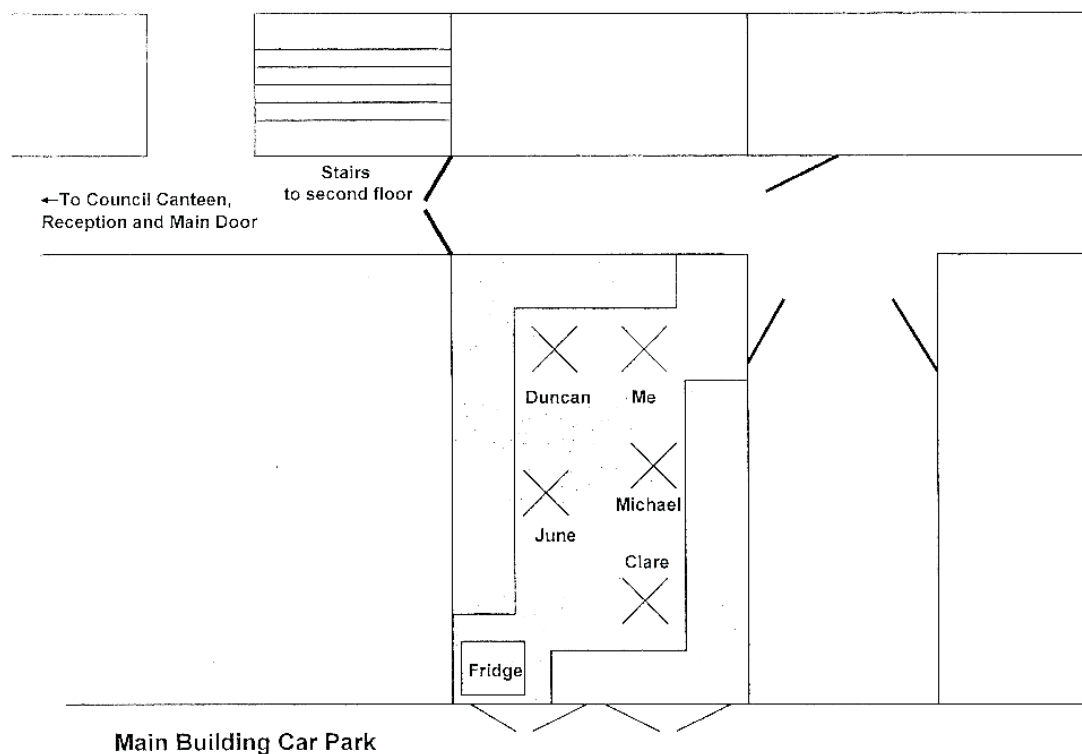 Stairs
to second floor
←To Council Canteen,
Reception and Main Door
Duncan
Me
Michael
June
Clare
Fridge
Main Building Car Park